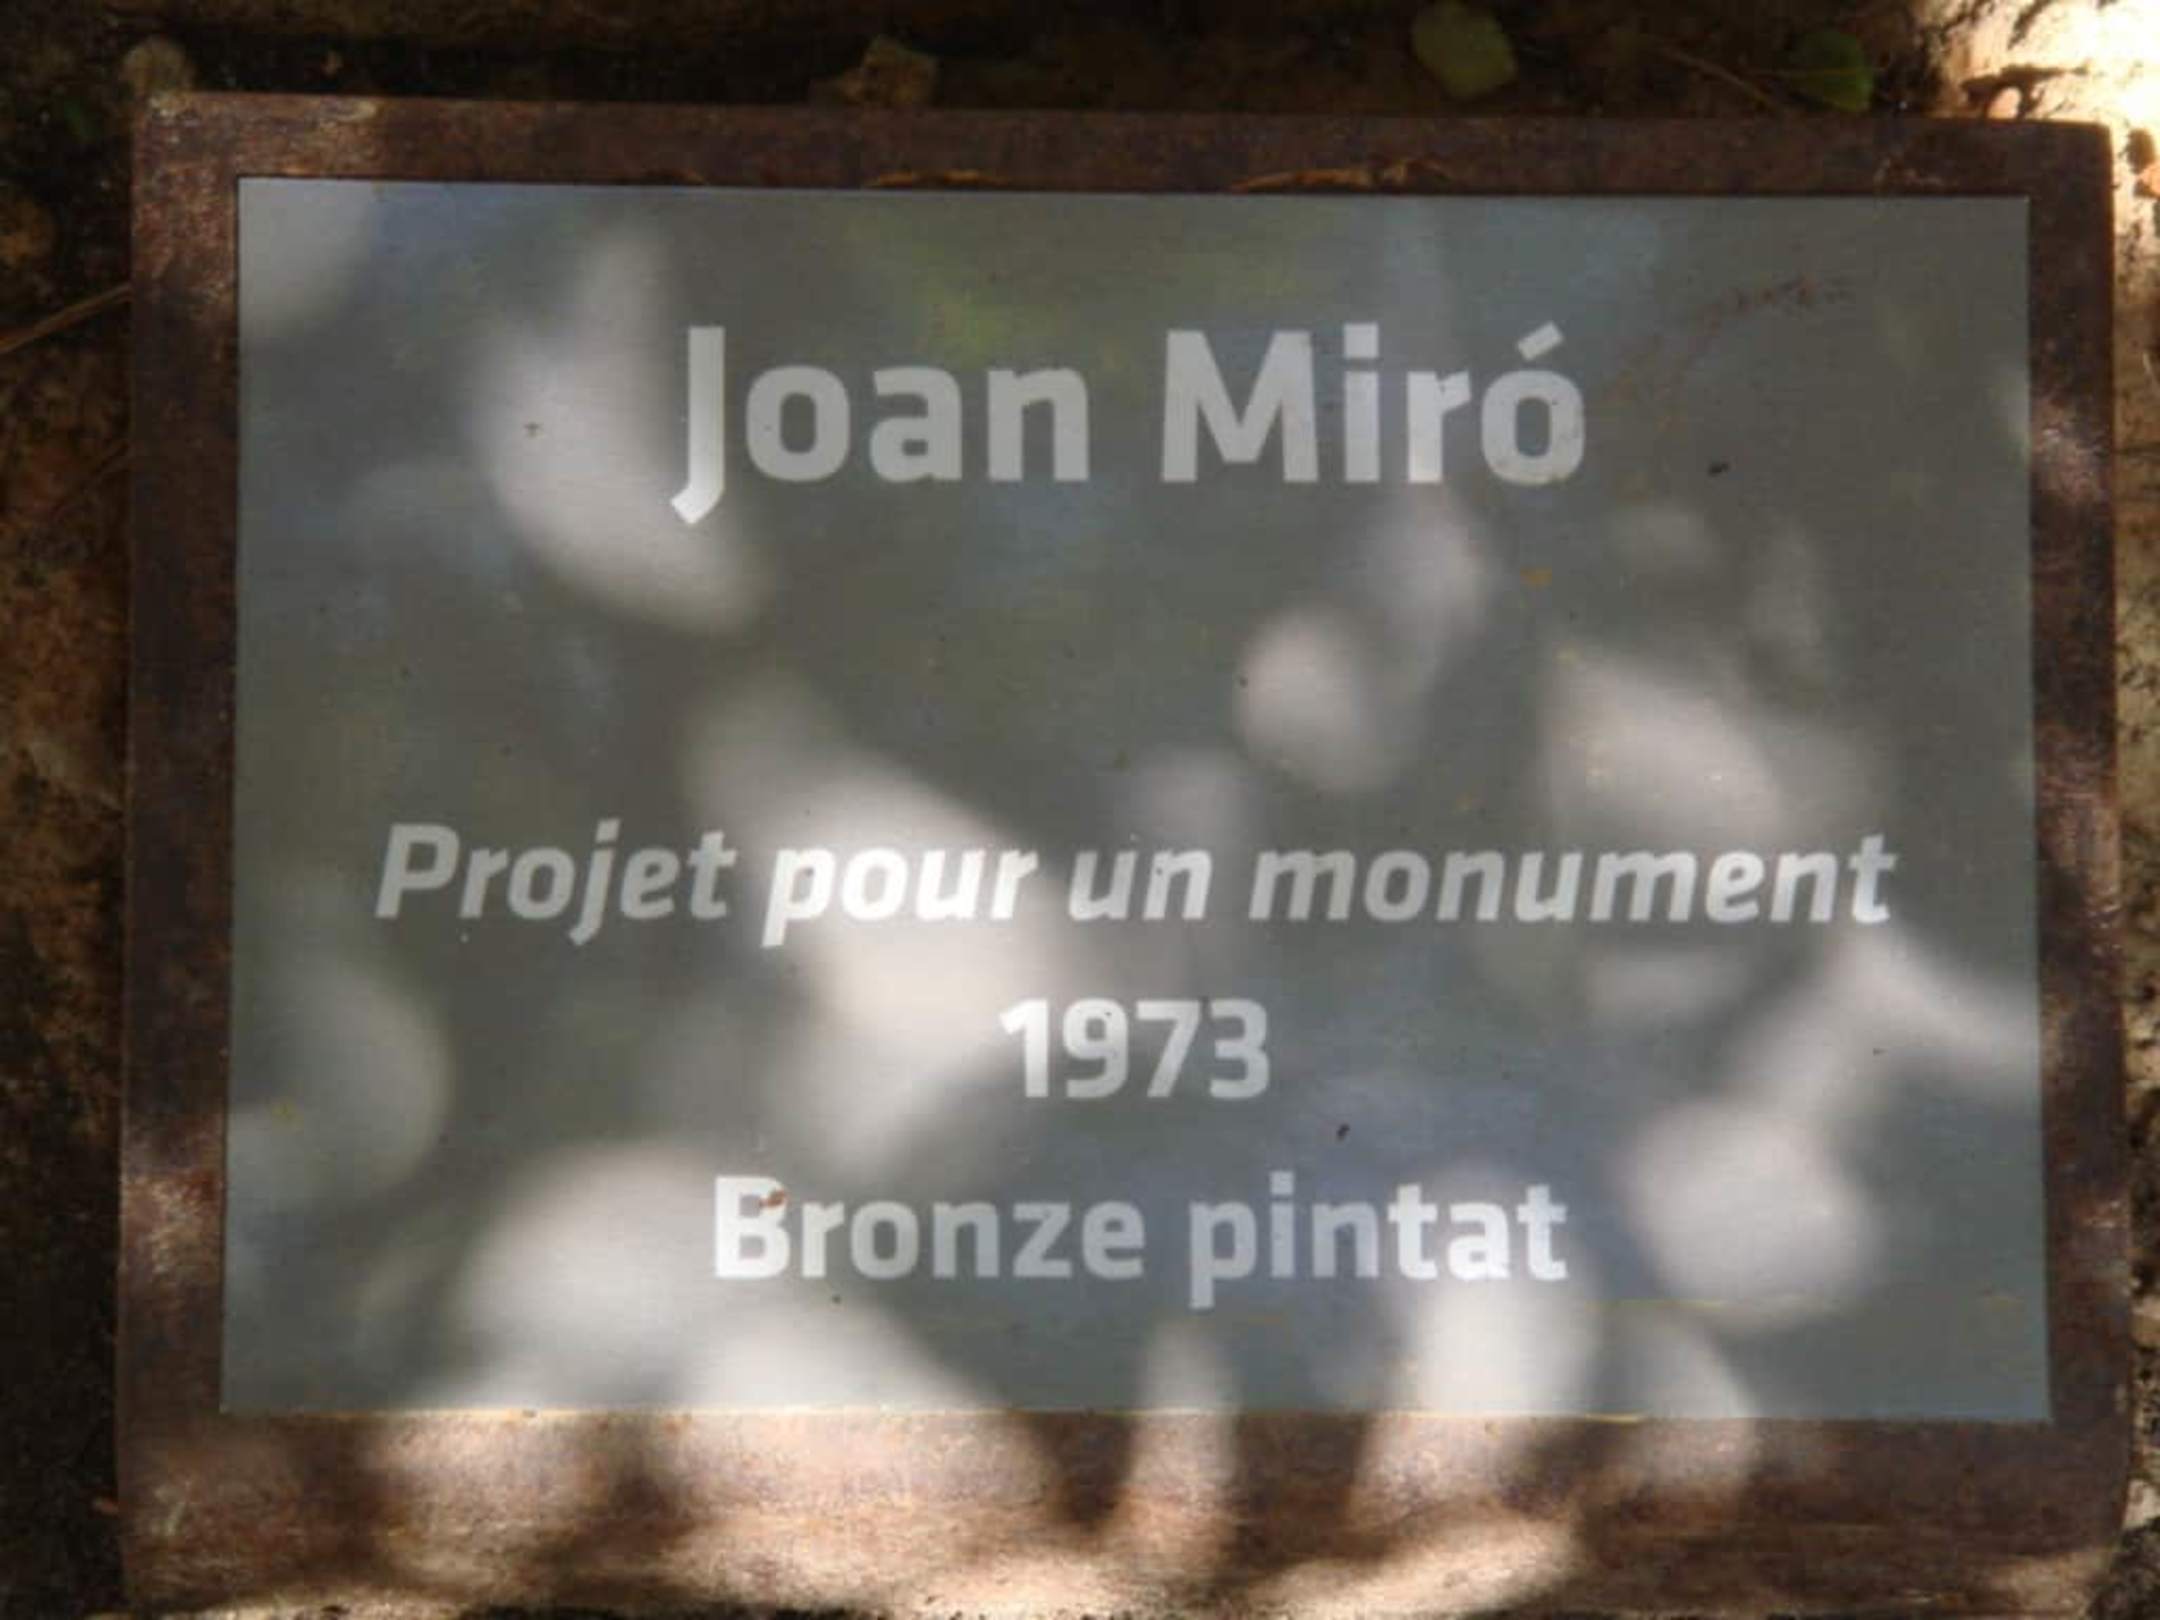 Joan Miró
Projet pour un monument
1973
Bronze pintat